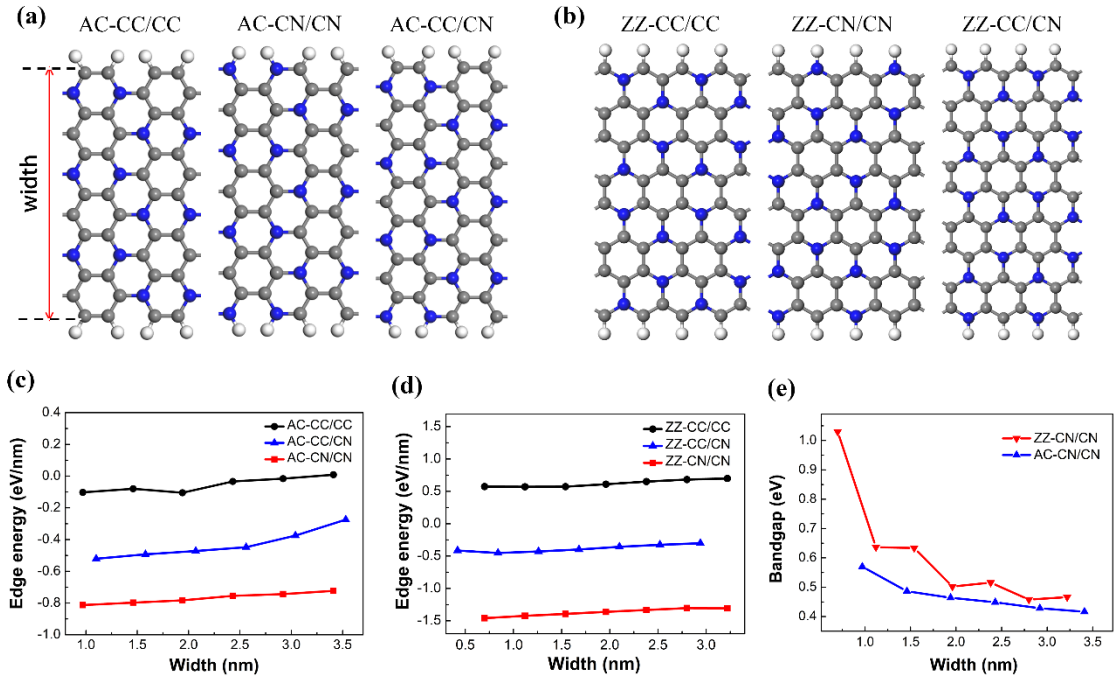 (a)
AC-CC/CC
AC-CN/CN
AC-CC/CN
width
(b)
ZZ-CC/CC
ZZ-CN/CN
ZZ-CC/CN
(c)
0.4
0.2
0.0
-0.2
-0.4
-0.6
-0.8
-1.0
Edge energy (eV/nm)
AC-CC/CC
AC-CC/CN
AC-CN/CN
1.0 1.5 2.0 2.5 3.0 3.5
Width (nm)
(d)
1.5
1.0
0.5
0.0
-0.5
-1.0
-1.5
Edge energy (eV/nm)
ZZ-CC/CC
ZZ-CC/CN
ZZ-CN/CN
0.5 1.0 1.5 2.0 2.5 3.0
Width (nm)
(e)
1.0
0.9
0.8
0.7
0.6
0.5
0.4
Bandgap (eV)
ZZ-CN/CN
AC-CN/CN
1.0 1.5 2.0 2.5 3.0 3.5
Width (nm)